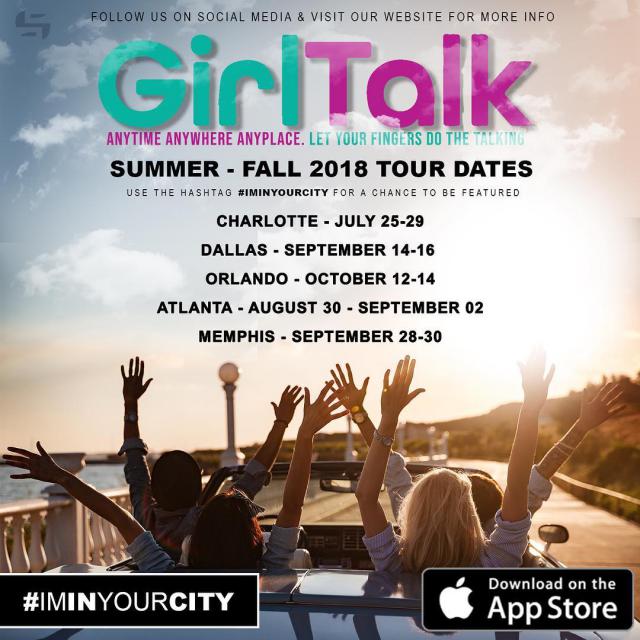 FOLLOW US ON SOCIAL MEDIA & VISIT OUR WEBSITE FOR MORE INFO
GirlTalk
ANYTIME ANYWHERE ANYPLACE. LET YOUR FINGERS DO THE TALKING
SUMMER - FALL 2018 TOUR DATES
USE THE HASHTAG #IMINYOURCITY FOR A CHANCE TO BE FEATURED
CHARLOTTE - JULY 25-29
DALLAS - SEPTEMBER 14-16
ORLANDO - OCTOBER 12-14
ATLANTA - AUGUST 30 - SEPTEMBER 02
MEMPHIS - SEPTEMBER 28-30
#IMINYOURCITY
Download on the
App Store